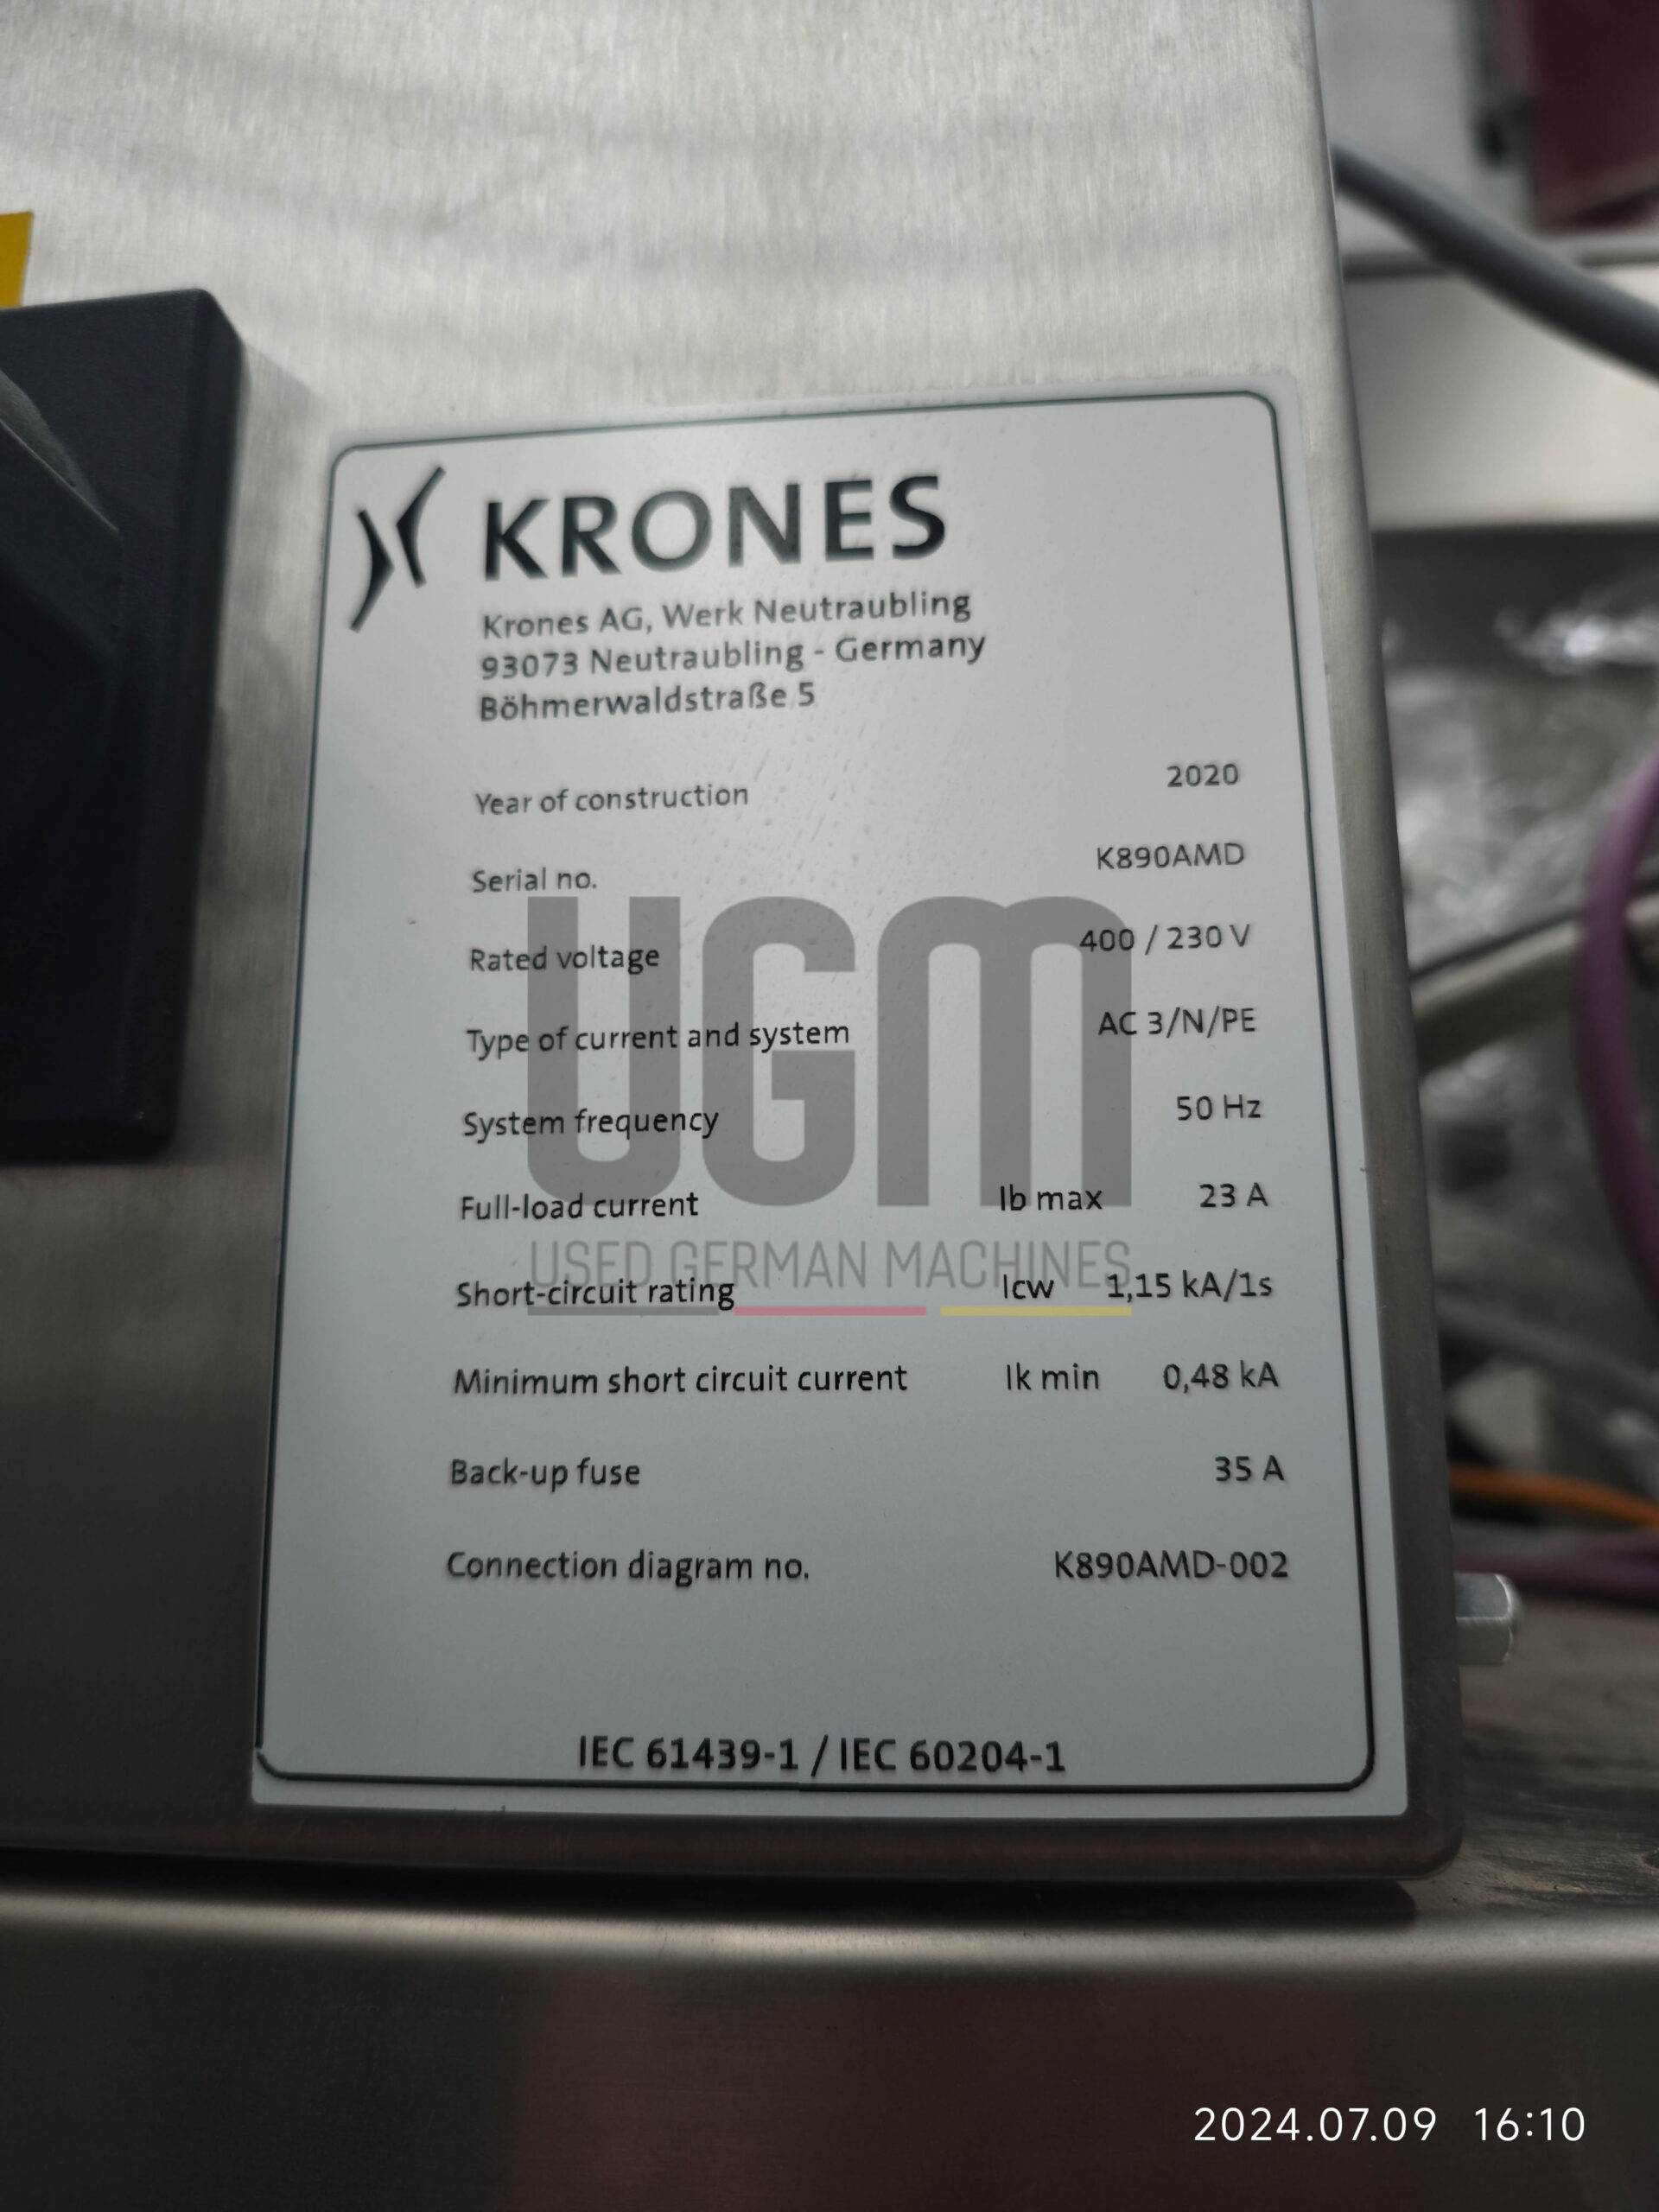 KRONES
Krones AG, Werk Neutraubling
93073 Neutraubling - Germany
Böhmerwaldstraße 5
Year of construction 2020
Serial no. K890AMD
Rated voltage 400 / 230 V
Type of current and system AC 3/N/PE
System frequency 50 Hz
Full-load current Ib max 23 A
Short-circuit rating Icw 1,15 kA/1s
Minimum short circuit current Ik min 0,48 kA
Back-up fuse 35 A
Connection diagram no. K890AMD-002
IEC 61439-1 / IEC 60204-1
UGM
USED GERMAN MACHINES
2024.07.09 16:10